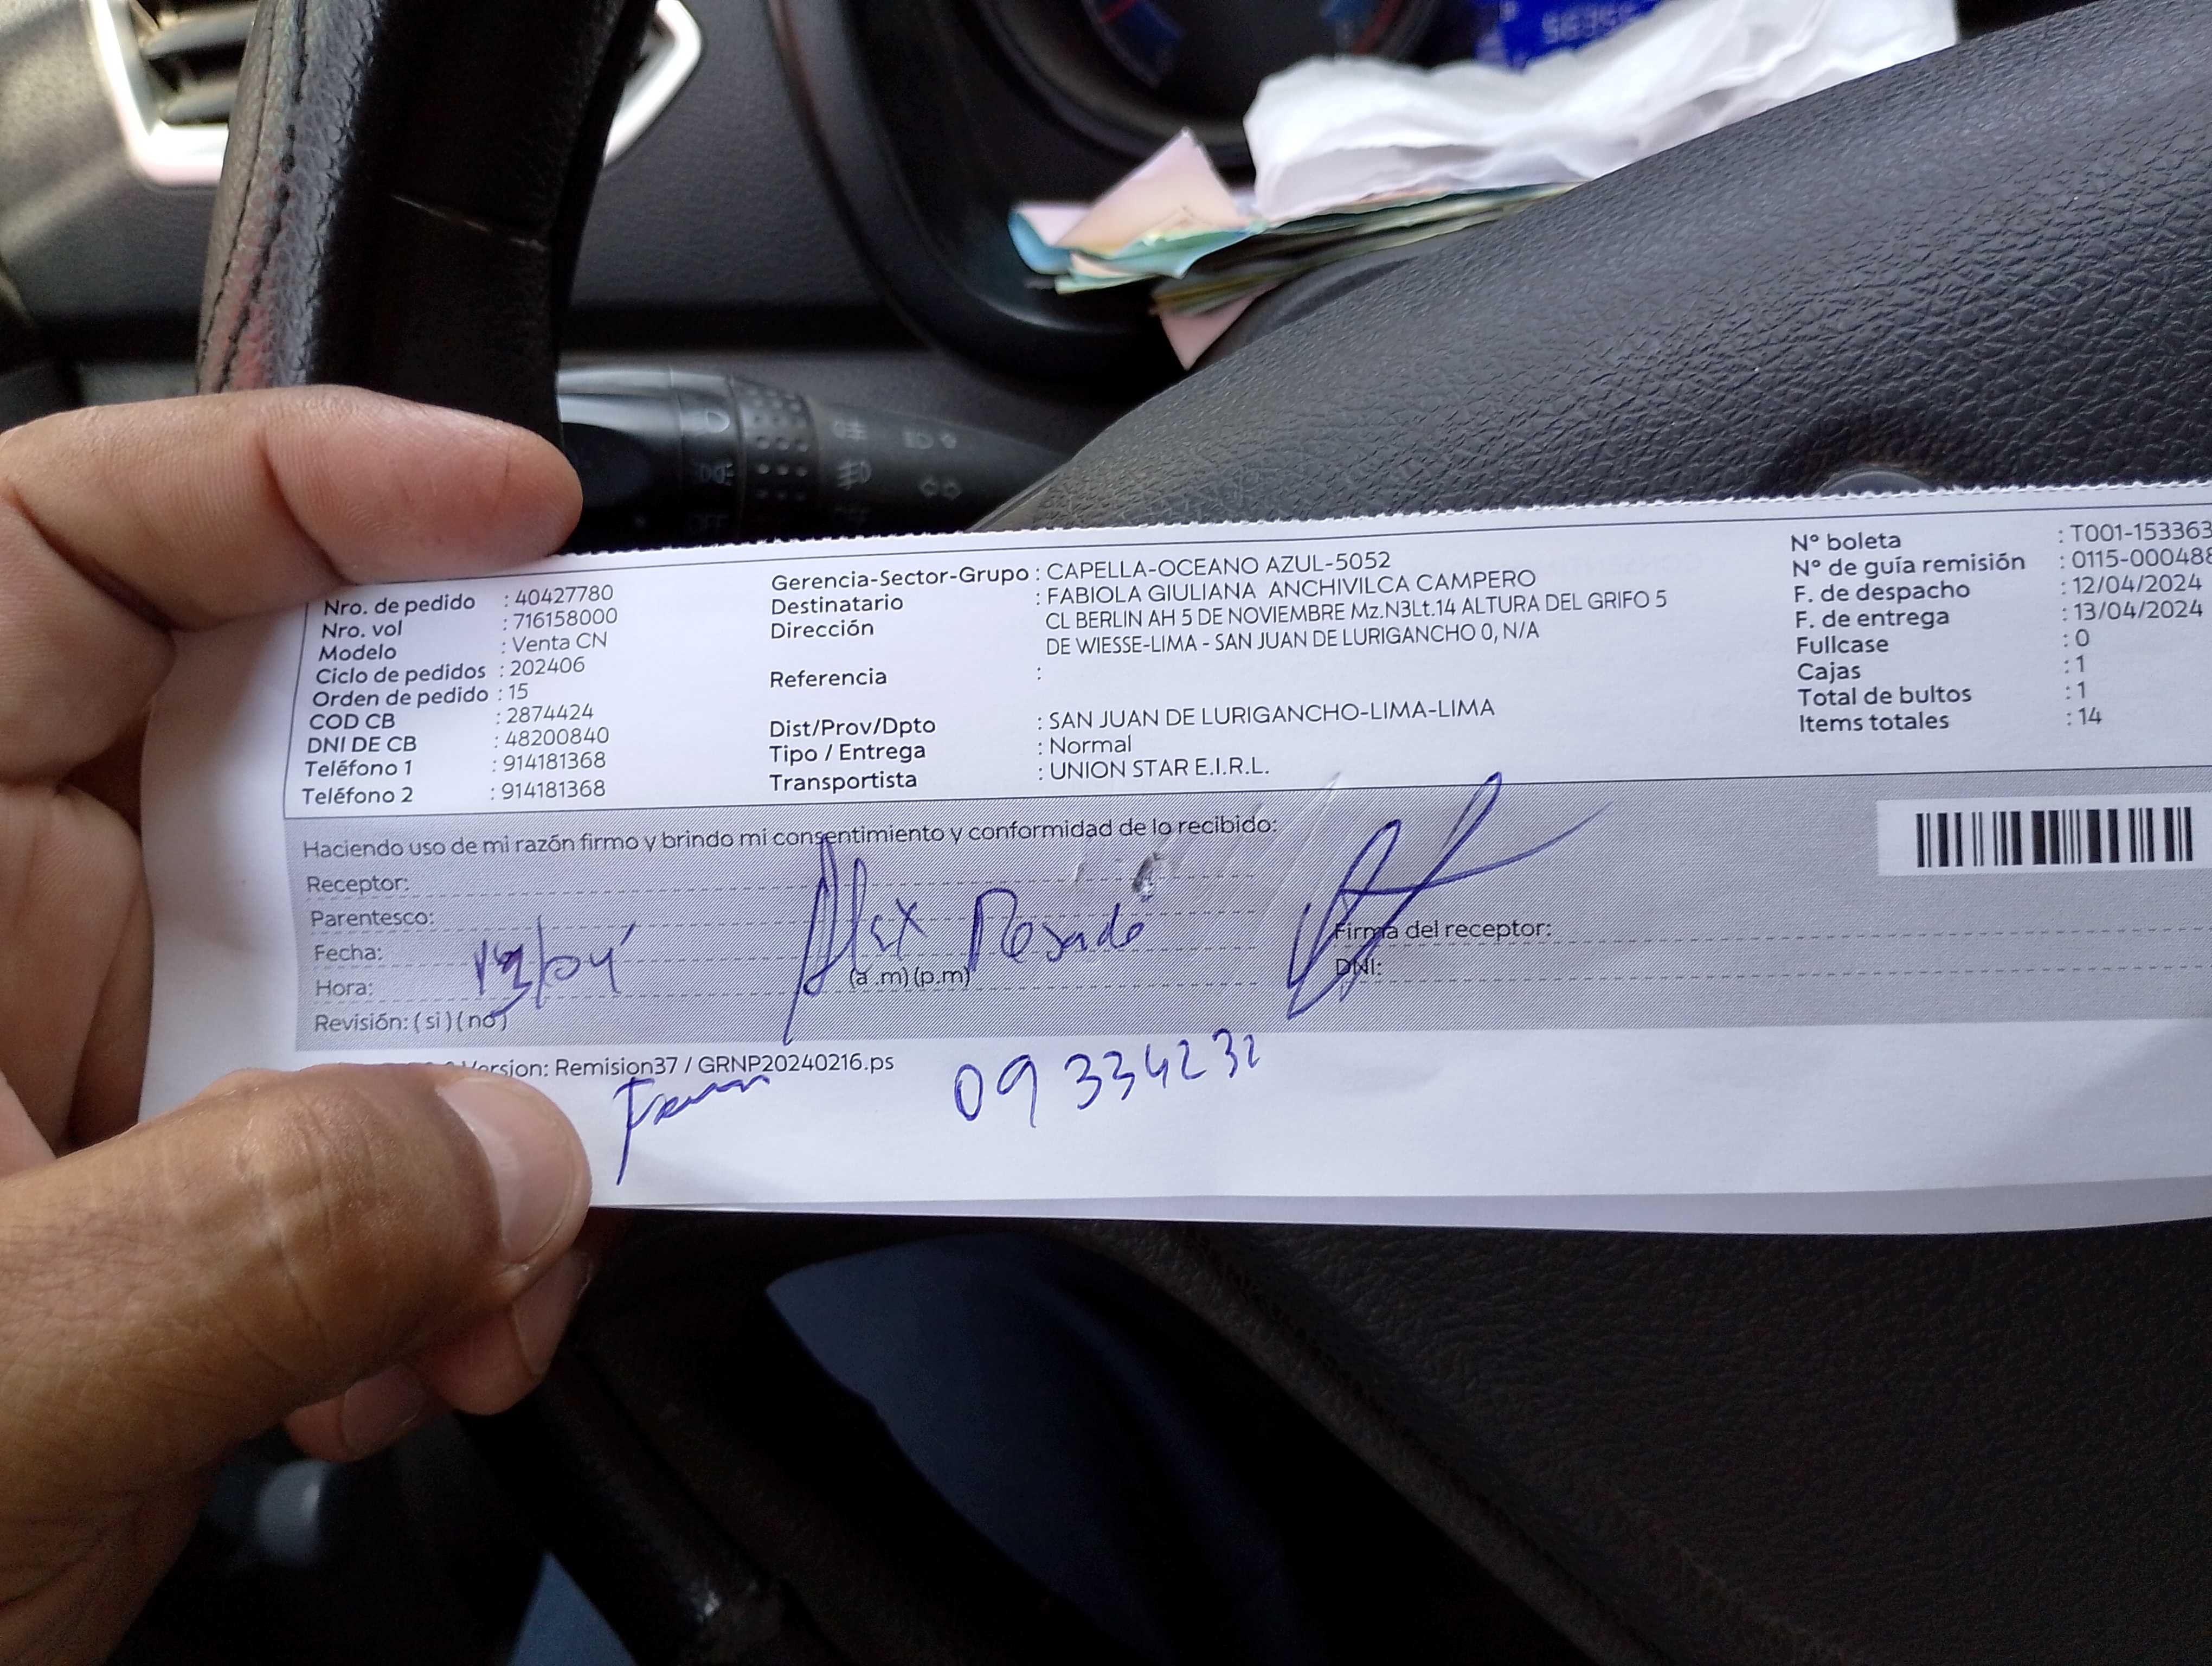 Nro. de pedido : 40427780
Nro. vol : 716158000
Modelo : Venta CN
Ciclo de pedidos : 202406
Orden de pedido : 15
COD CB : 2874424
DNI DE CB : 48200840
Teléfono 1 : 914181368
Teléfono 2 : 914181368
Gerencia-Sector-Grupo : CAPELLA-OCEANO AZUL-5052
Destinatario : FABIOLA GIULIANA ANCHIVILCA CAMPERO
Dirección CL BERLIN AH 5 DE NOVIEMBRE Mz.N3Lt.14 ALTURA DEL GRIFO 5
DE WIESSE-LIMA - SAN JUAN DE LURIGANCHO 0, N/A
Referencia :
Dist/Prov/Dpto : SAN JUAN DE LURIGANCHO-LIMA-LIMA
Tipo / Entrega : Normal
Transportista : UNION STAR E.I.R.L.
N° boleta : T001-153363
N° de guía remisión : 0115-000488
F. de despacho : 12/04/2024
F. de entrega : 13/04/2024
Fullcase : 0
Cajas : 1
Total de bultos : 1
Items totales : 14
Haciendo uso de mi razón firmo y brindo mi consentimiento y conformidad de lo recibido:
Receptor:
Parentesco:
Fecha: 13/04
Alex Rosado
Hora: (a.m)(p.m)
Revisión: (si) (no)
Firma del receptor:
DNI:
Version: Remision37 / GRNP20240216.ps
09334232